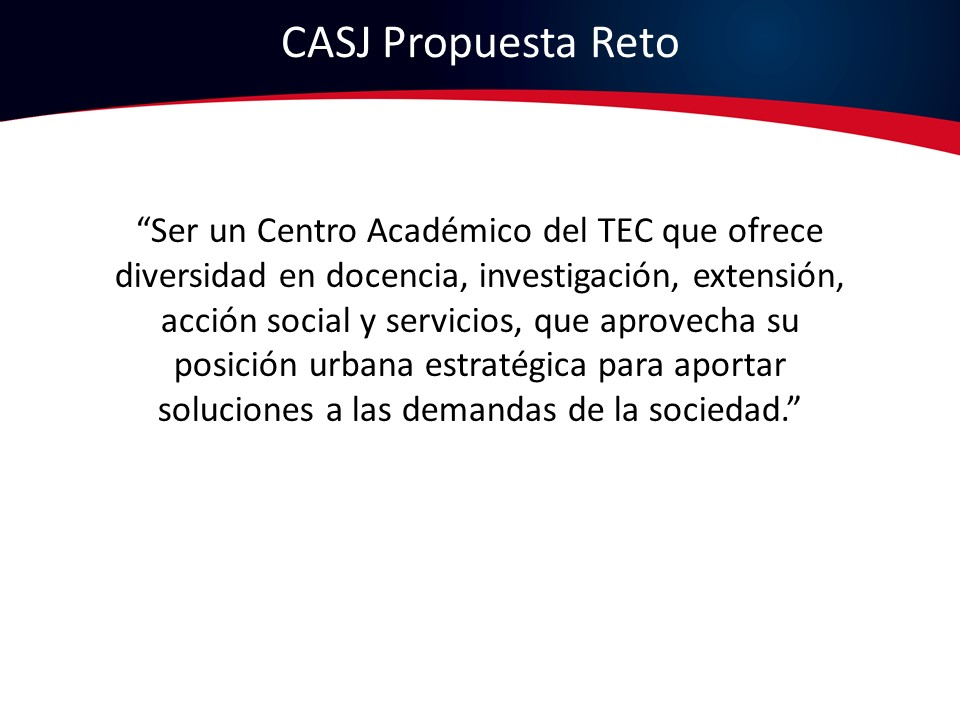 CASJ Propuesta Reto
“Ser un Centro Académico del TEC que ofrece
diversidad en docencia, investigación, extensión,
acción social y servicios, que aprovecha su
posición urbana estratégica para aportar
soluciones a las demandas de la sociedad.”